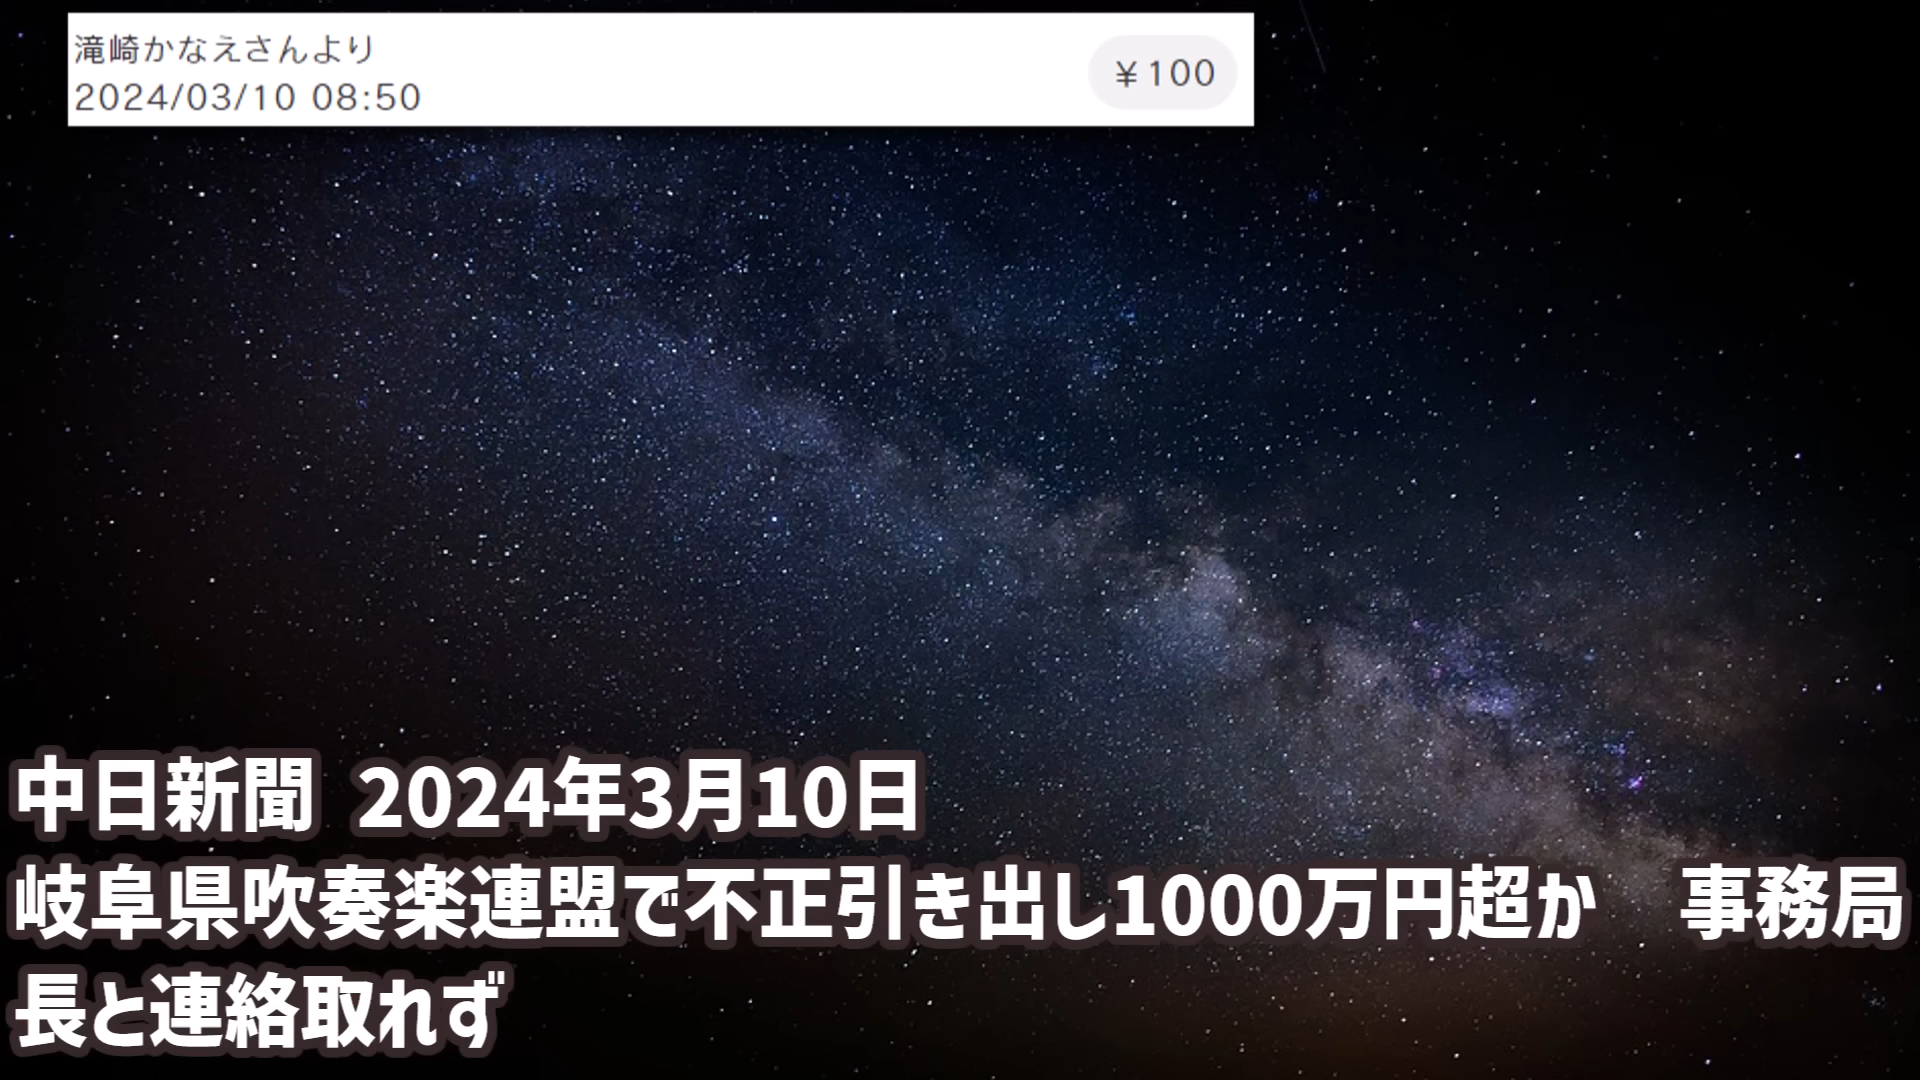 滝崎かなえさんより
2024/03/10 08:50
￥100
中日新聞 2024年3月10日
岐阜県吹奏楽連盟で不正引き出し1000万円超か　事務局
長と連絡取れず